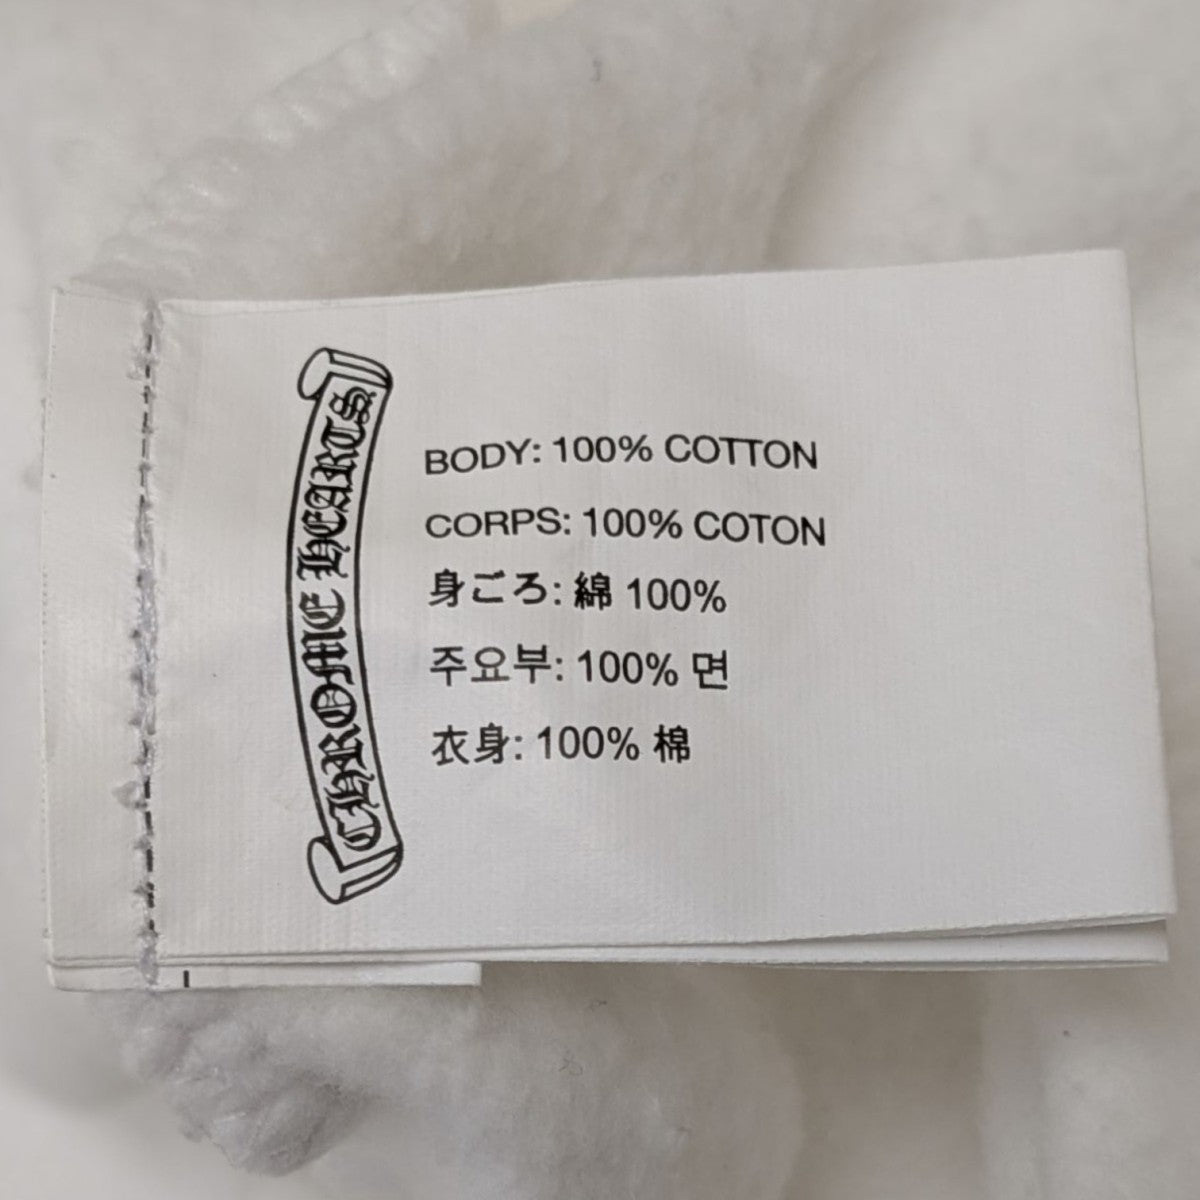 CHROME HEARTS
BODY: 100% COTTON
CORPS: 100% COTON
身ごろ: 綿 100%
주요부: 100% 면
衣身: 100% 棉